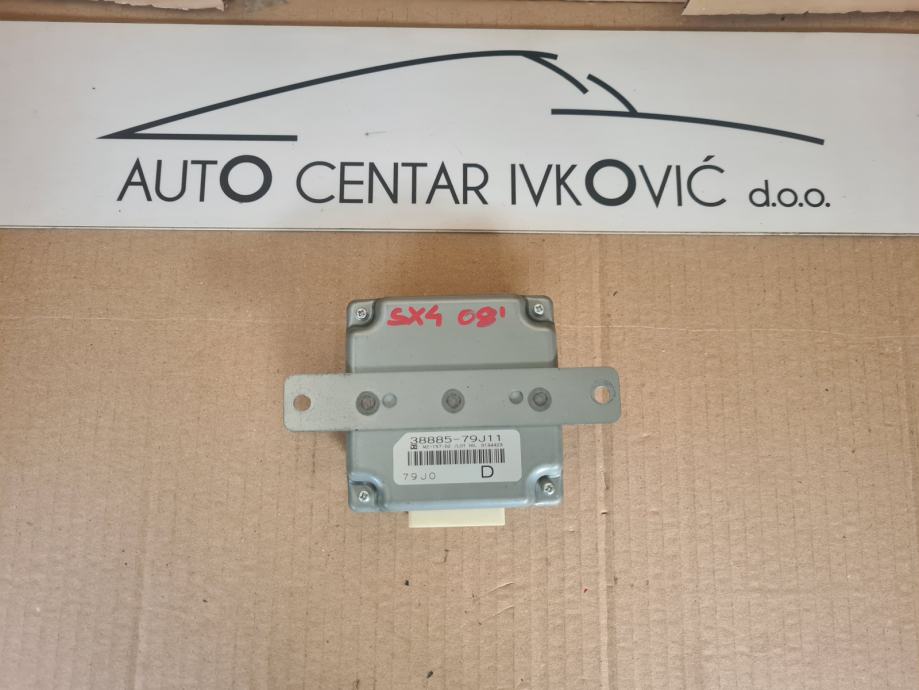 AUTO CENTAR IVKOVIĆ d.o.o.
SX4 08'
38885-79J11
79J0 D